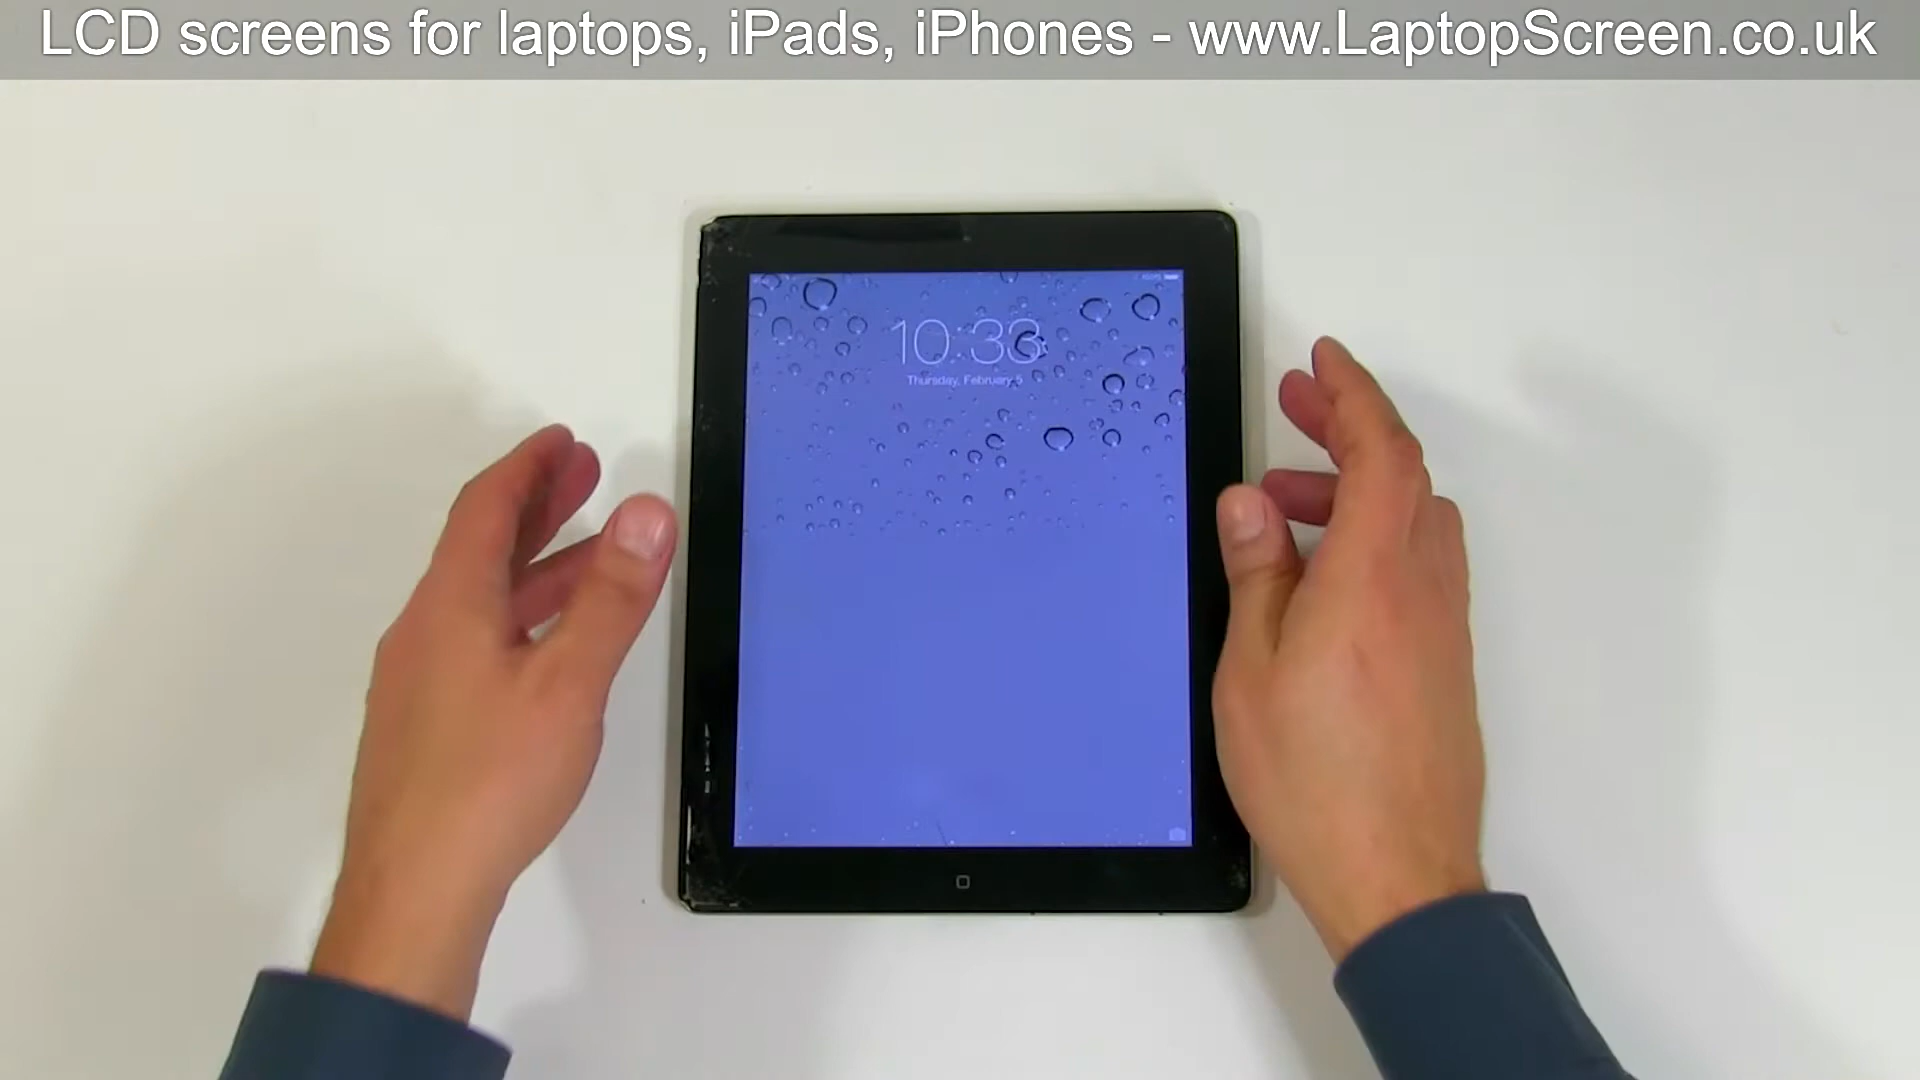 LCD screens for laptops, iPads, iPhones - www.LaptopScreen.co.uk
10:33
Thursday, February 5